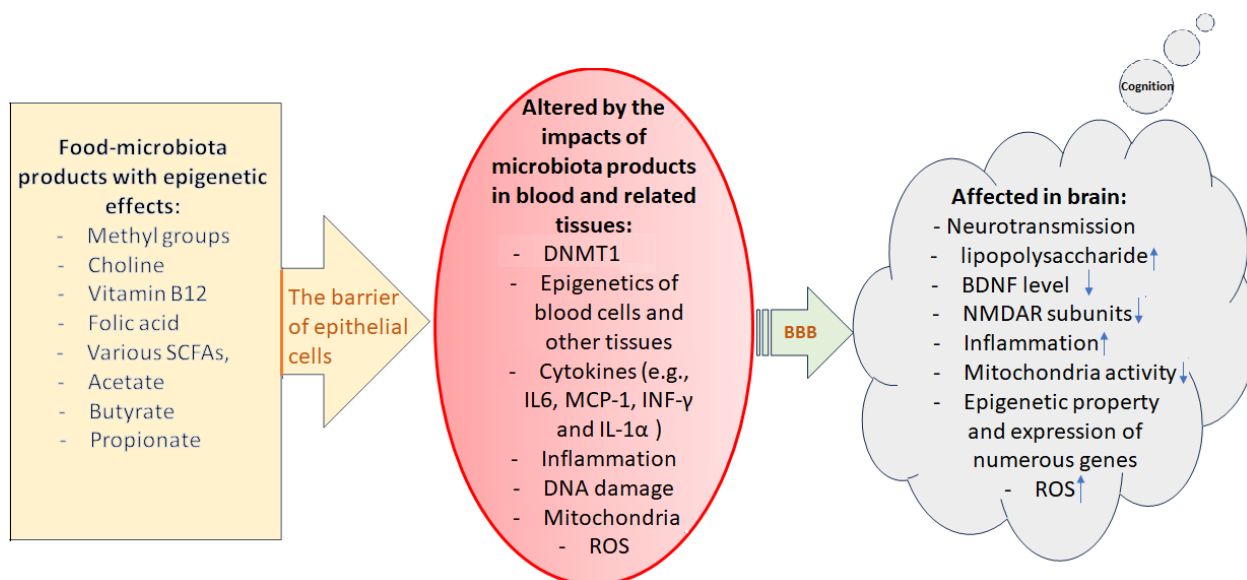 Food-microbiota
products with epigenetic
effects:
- Methyl groups
- Choline
- Vitamin B12
- Folic acid
- Various SCFAs,
- Acetate
- Butyrate
- Propionate
The barrier
of epithelial
cells
Altered by the
impacts of
microbiota products
in blood and related
tissues:
- DNMT1
- Epigenetics of
blood cells and
other tissues
- Cytokines (e.g.,
IL6, MCP-1, INF-γ
and IL-1α )
- Inflammation
- DNA damage
- Mitochondria
- ROS
BBB
Cognition
Affected in brain:
- Neurotransmission
- lipopolysaccharide↑
- BDNF level ↓
- NMDAR subunits↓
- Inflammation↑
- Mitochondria activity↓
- Epigenetic property
and expression of
numerous genes
- ROS↑